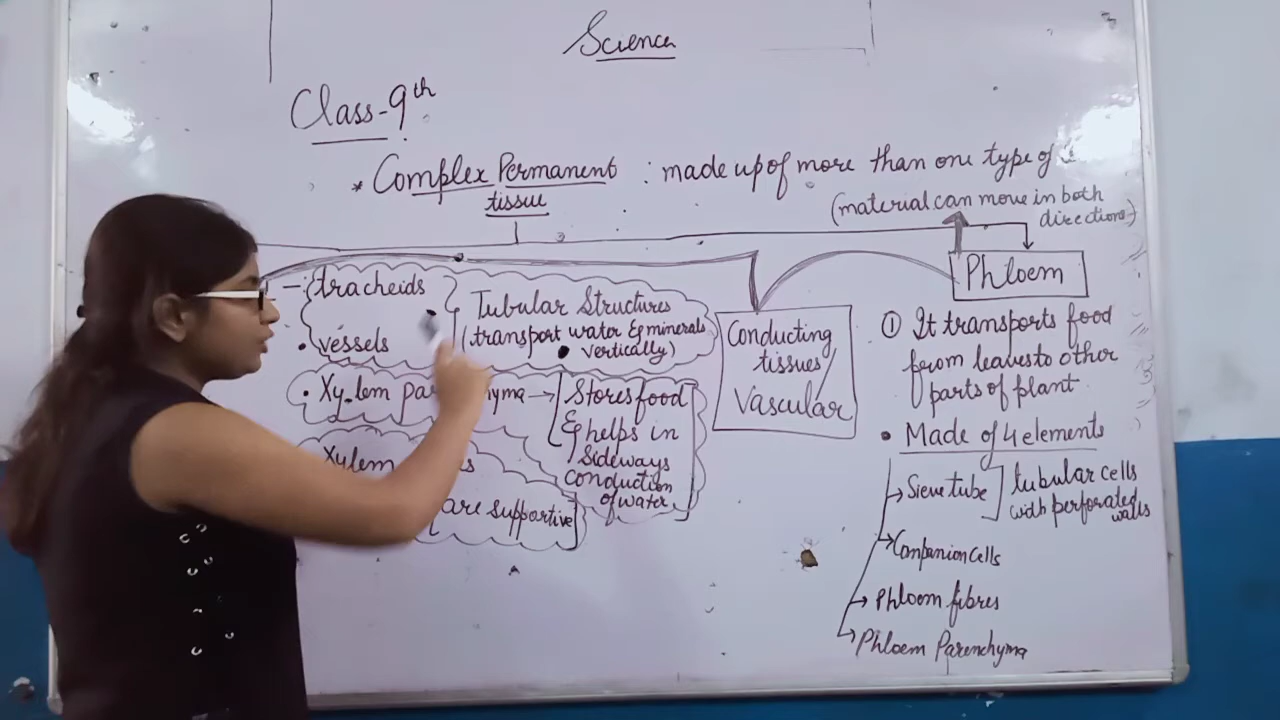 Science
Class-9th
* Complex Permanent : made up of more than one type of
tissue
(material can move in both
directions)
- tracheids
• vessels
Tubular Structures
(transport water & minerals
vertically)
• Xylem par yma → Stores food
& helps in
sideways
conduction
of water
Xylem
are supportive
Conducting
tissues/
Vascular
Phloem
① It transports food
from leaves to other
parts of plant.
• Made of 4 elements
→ Sieve tube
tubular cells
with perforated
walls
→ Companion Cells
→ Phloem fibres
→ Phloem Parenchyma